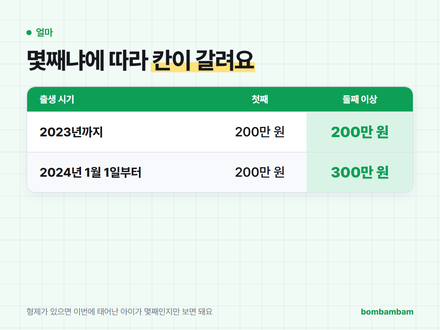 얼마
몇째냐에 따라 칸이 갈려요
출생 시기 첫째 둘째 이상
2023년까지 200만 원 200만 원
2024년 1월 1일부터 200만 원 300만 원
형제가 있으면 이번에 태어난 아이가 몇째인지만 보면 돼요
bombambam